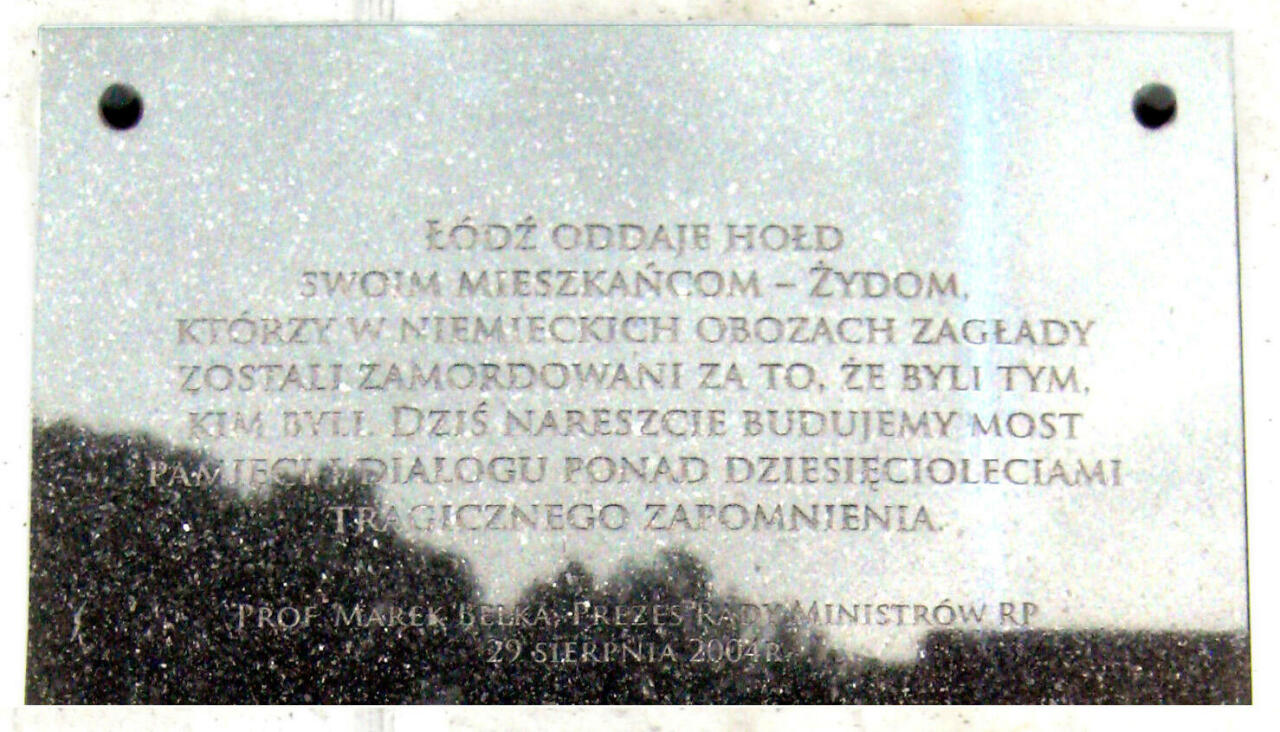 ŁÓDŹ ODDAJE HOŁD
SWOIM MIESZKAŃCOM – ŻYDOM,
KTÓRZY W NIEMIECKICH OBOZACH ZAGŁADY
ZOSTALI ZAMORDOWANI ZA TO, ŻE BYLI TYM,
KIM BYLI. DZIŚ NARESZCIE BUDUJEMY MOST
PAMIĘCI I DIALOGU PONAD DZIESIĘCIOLECIAMI
TRAGICZNEGO ZAPOMNIENIA.
PROF. MAREK BELKA, PREZES RADY MINISTRÓW RP
29 SIERPNIA 2004 R.